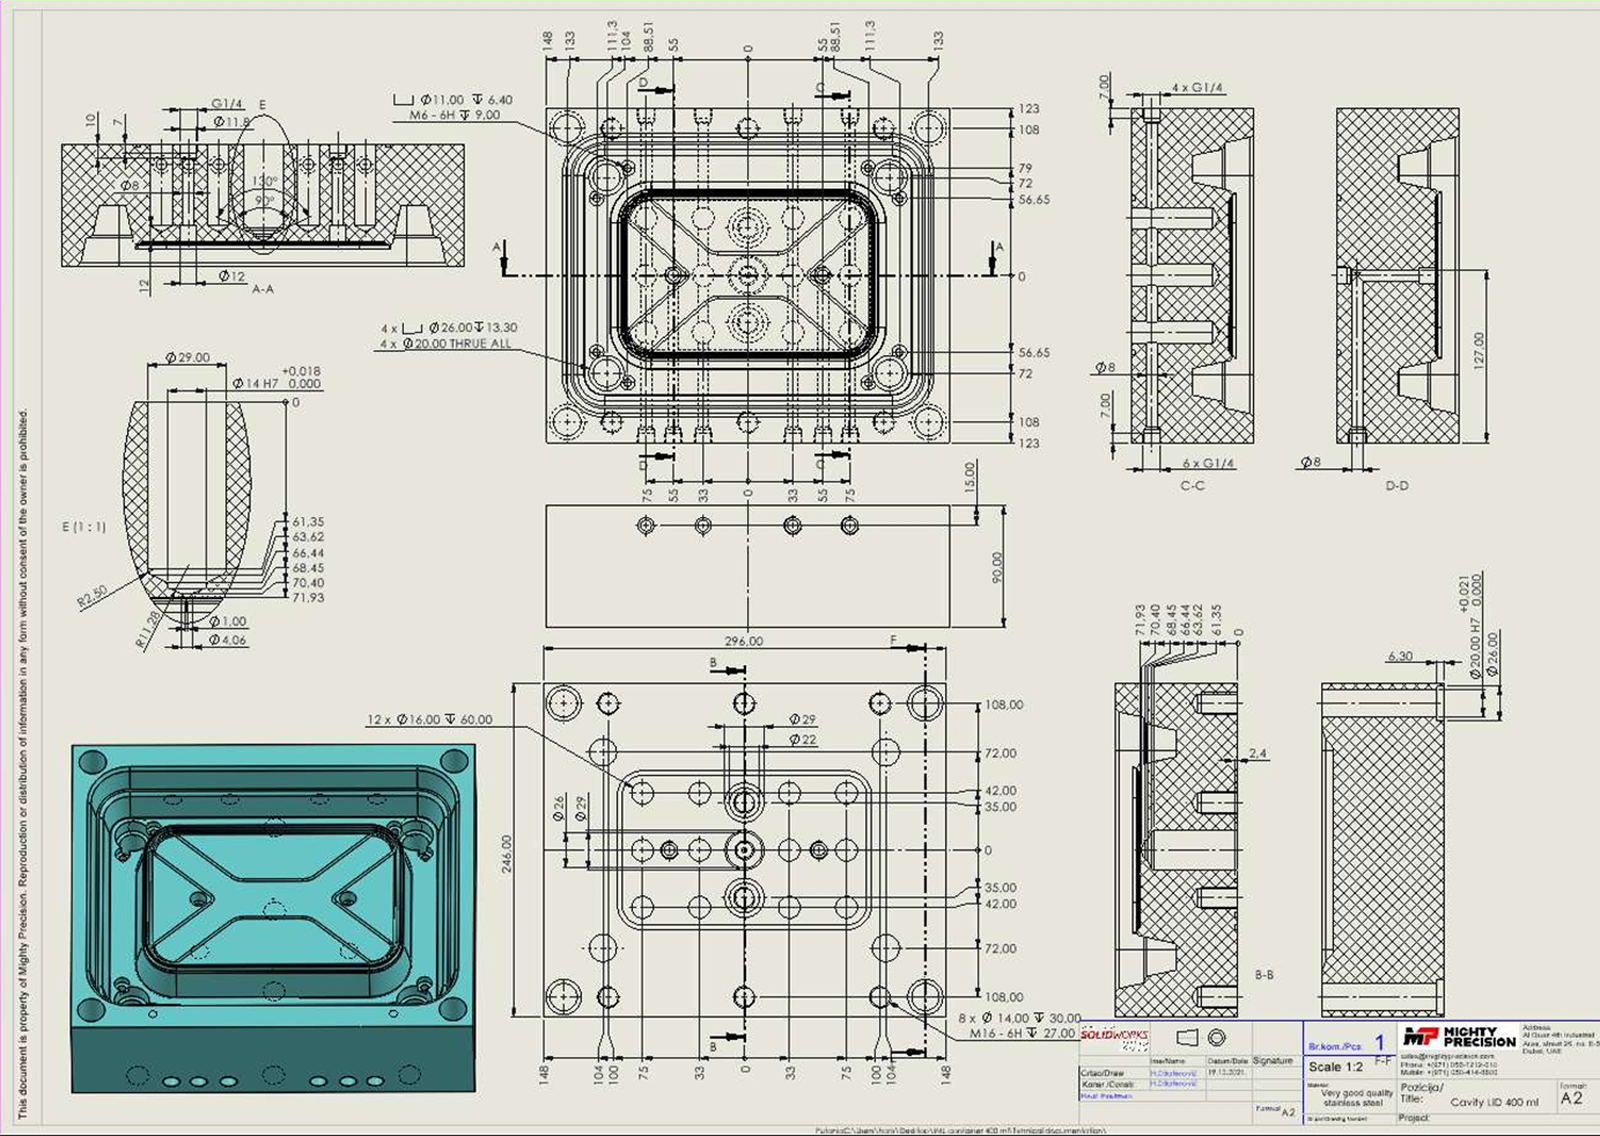 This document is property of Mighty Precision. Reproduction or distribution of information in any form without consent of the owner is prohibited.
10
7
G1/4
Ø11.8
E
Ø8
130°
90°
12
Ø12
A-A
⌴ Ø11.00 ↧ 6.40
M6 - 6H ↧ 9.00
4 x ⌴ Ø26.00 ↧ 13.30
4 x Ø20.00 THRUE ALL
148
133
111,3
104
88,51
55
0
55
88,51
111,3
133
D
C
123
108
79
72
56,65
A
A
0
56,65
72
108
123
D
C
75
55
33
0
33
55
75
7.00
4 x G1/4
Ø8
7.00
6 x G1/4
C-C
127,00
Ø8
D-D
Ø29.00
Ø14 H7
+0,018
0,000
0
E (1 : 1)
61,35
63,62
66,44
68,45
70,40
71,93
R2,50
R11,28
Ø1,00
Ø4,06
15,00
90,00
296,00
F
B
12 x Ø16.00 ↧ 60.00
Ø29
Ø22
Ø26
Ø29
246,00
108,00
72,00
42,00
35,00
0
35,00
42,00
72,00
108,00
8 x Ø 14.00 ↧ 30.00
M16 - 6H ↧ 27.00
B
148
104
100
75
33
0
33
75
100
104
148
71,93
70,40
68,45
66,44
63,62
61,35
0
2,4
B-B
6,30
Ø20.00 H7
+0,021
0,000
Ø26,00
F-F
SOLIDWORKS
Br.kom./Pcs: 1
Scale 1:2
MP MIGHTY PRECISION
Address
Dubai, UAE
Ime/Name
Datum/Date
Signature
Crtao/Draw
19.12.2021.
Konsr./Constr.
Format A2
Very good quality
stainless steel
Pozicija/
Title:
Cavity LID 400 ml
format:
A2
Project: